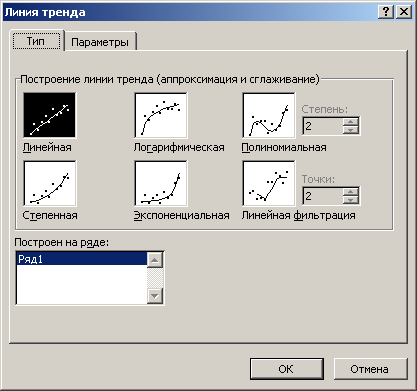 Линия тренда
Тип
Параметры
Построение линии тренда (аппроксимация и сглаживание)
Линейная
Логарифмическая
Полиномиальная
Степень:
2
Степенная
Экспоненциальная
Линейная фильтрация
Точки:
2
Построен на ряде:
Ряд1
ОК
Отмена